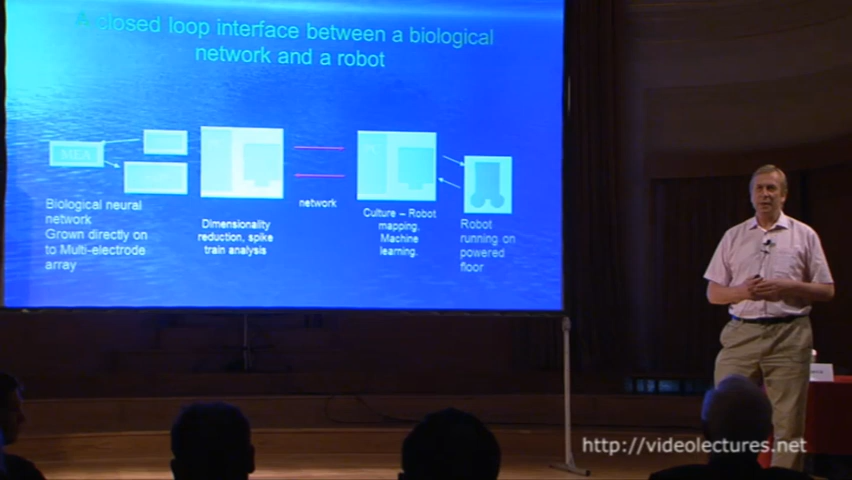 A closed loop interface between a biological
network and a robot
MEA
PC
PC
network
Biological neural
network
Grown directly on
to Multi-electrode
array
Dimensionality
reduction, spike
train analysis
Culture – Robot
mapping.
Machine
learning.
Robot
running on
powered
floor
http://videolectures.net